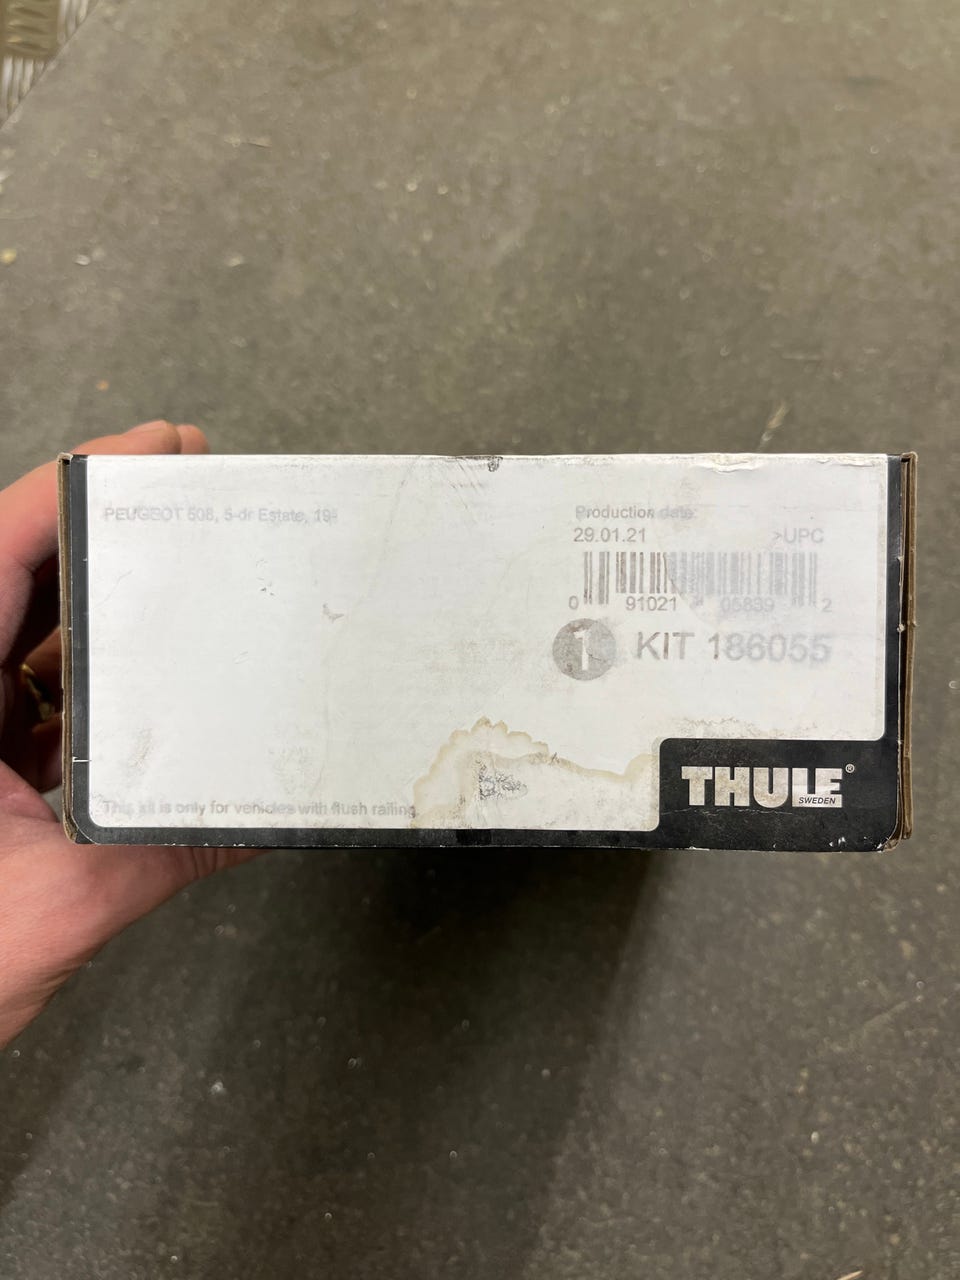 PEUGEOT 508, 5-dr Estate, 19-
Production date:
29.01.21 >UPC
0 91021 05839 2
1 KIT 186055
This kit is only for vehicles with flush railing.
THULE®
SWEDEN